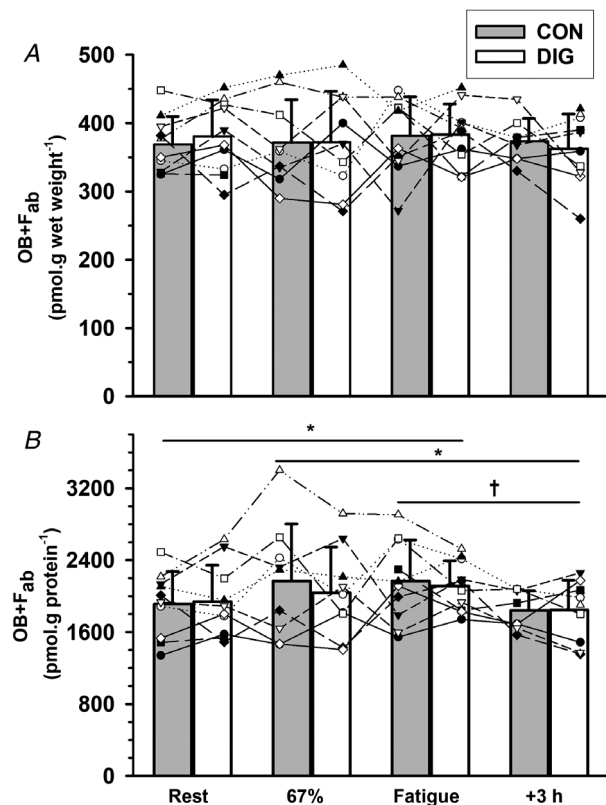 A
CON
DIG
500
400
300
200
100
0
OB+Fab
(pmol.g wet weight-1)
B
*
*
†
3200
2400
1600
800
0
OB+Fab
(pmol.g protein-1)
Rest 67% Fatigue +3 h